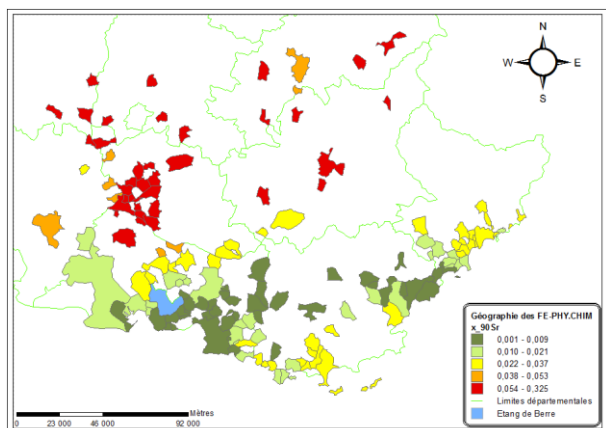 N
W E
S
Géographie des FE-PHY.CHIM
x_90Sr
0,001 - 0,009
0,010 - 0,021
0,022 - 0,037
0,038 - 0,053
0,054 - 0,325
Limites départementales
Etang de Berre
Mètres
0 23 000 46 000 92 000